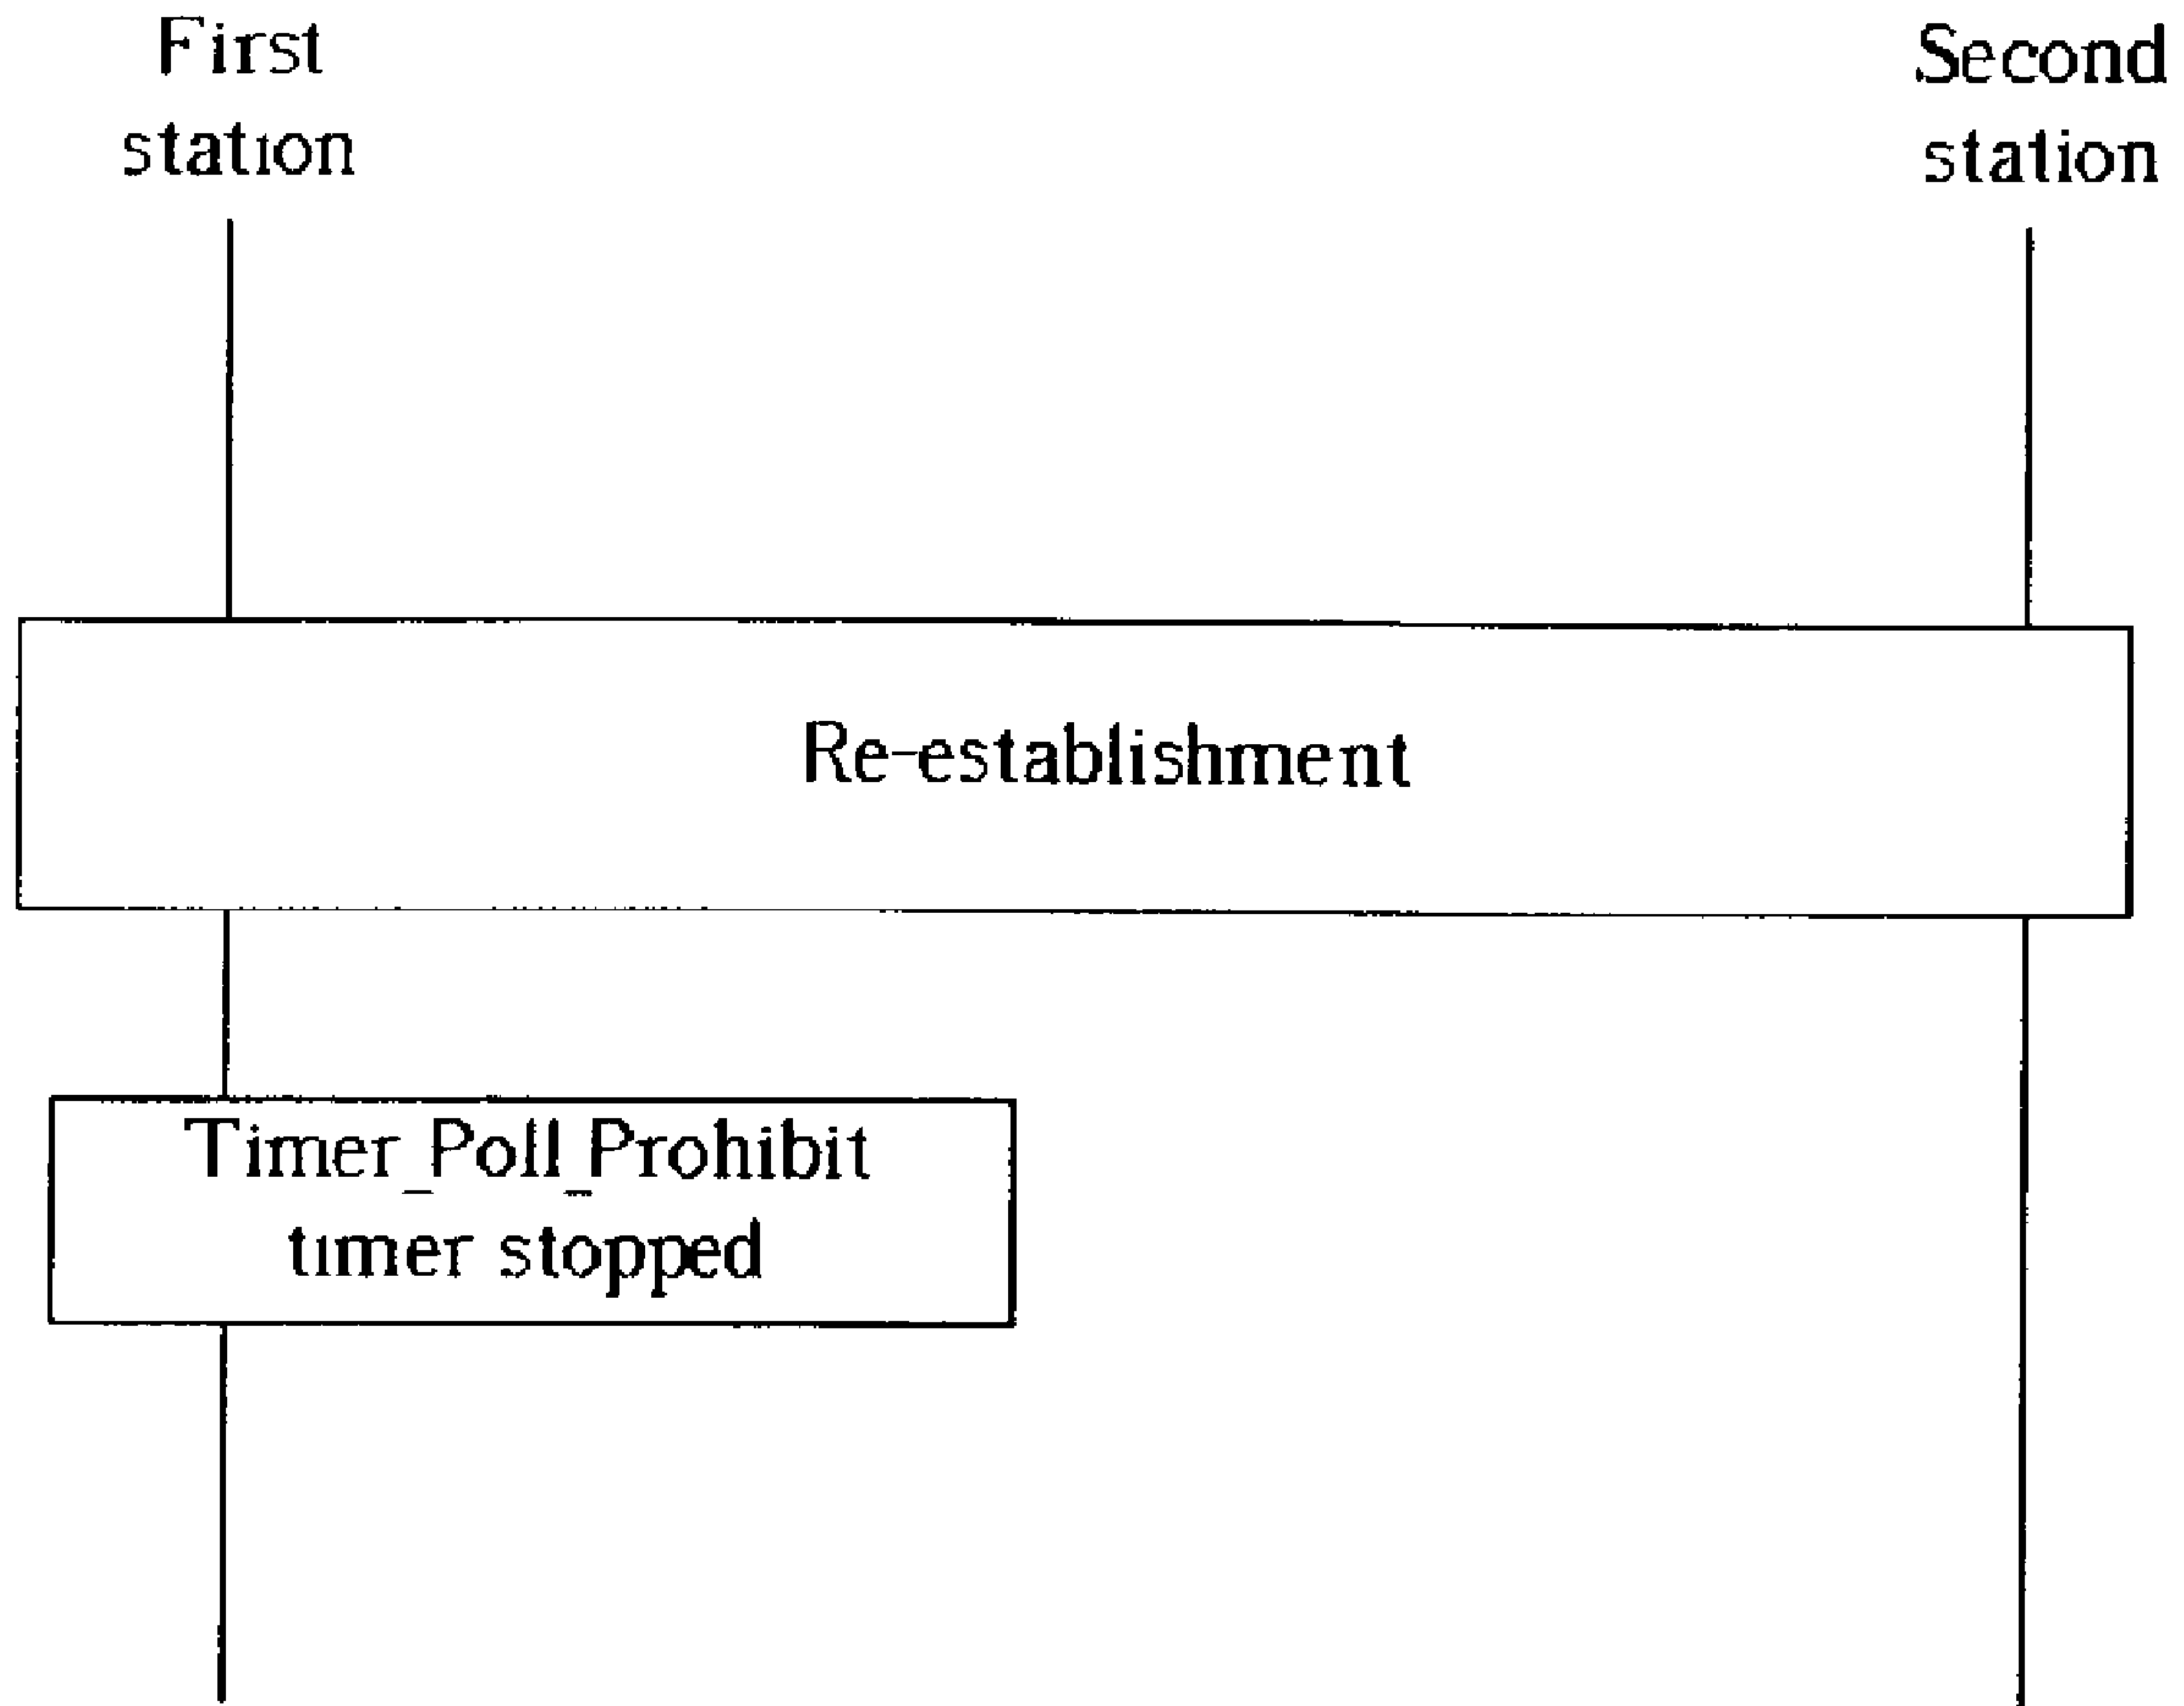 First
station
Second
station
Re-establishment
Timer_Poll_Prohibit
timer stopped